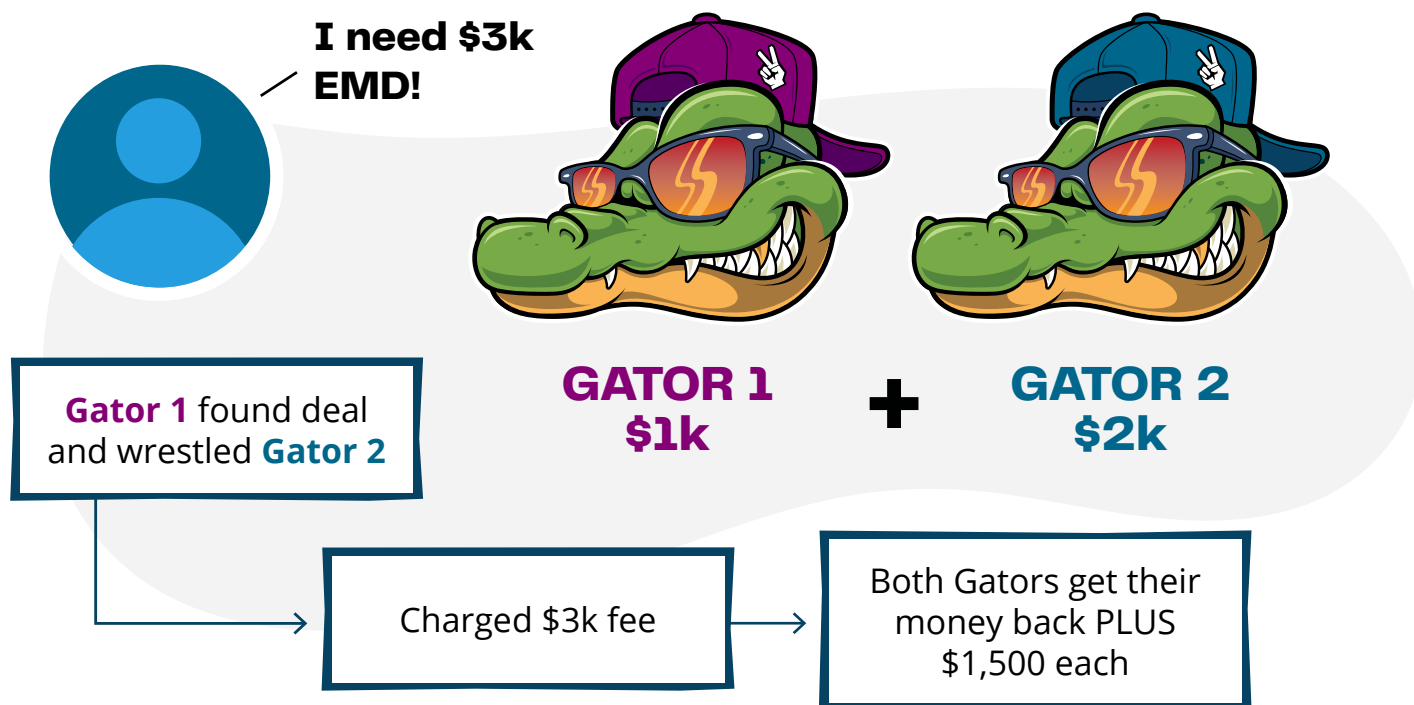 I need $3k
EMD!
GATOR 1
$1k
+
GATOR 2
$2k
Gator 1 found deal
and wrestled Gator 2
Charged $3k fee
Both Gators get their
money back PLUS
$1,500 each